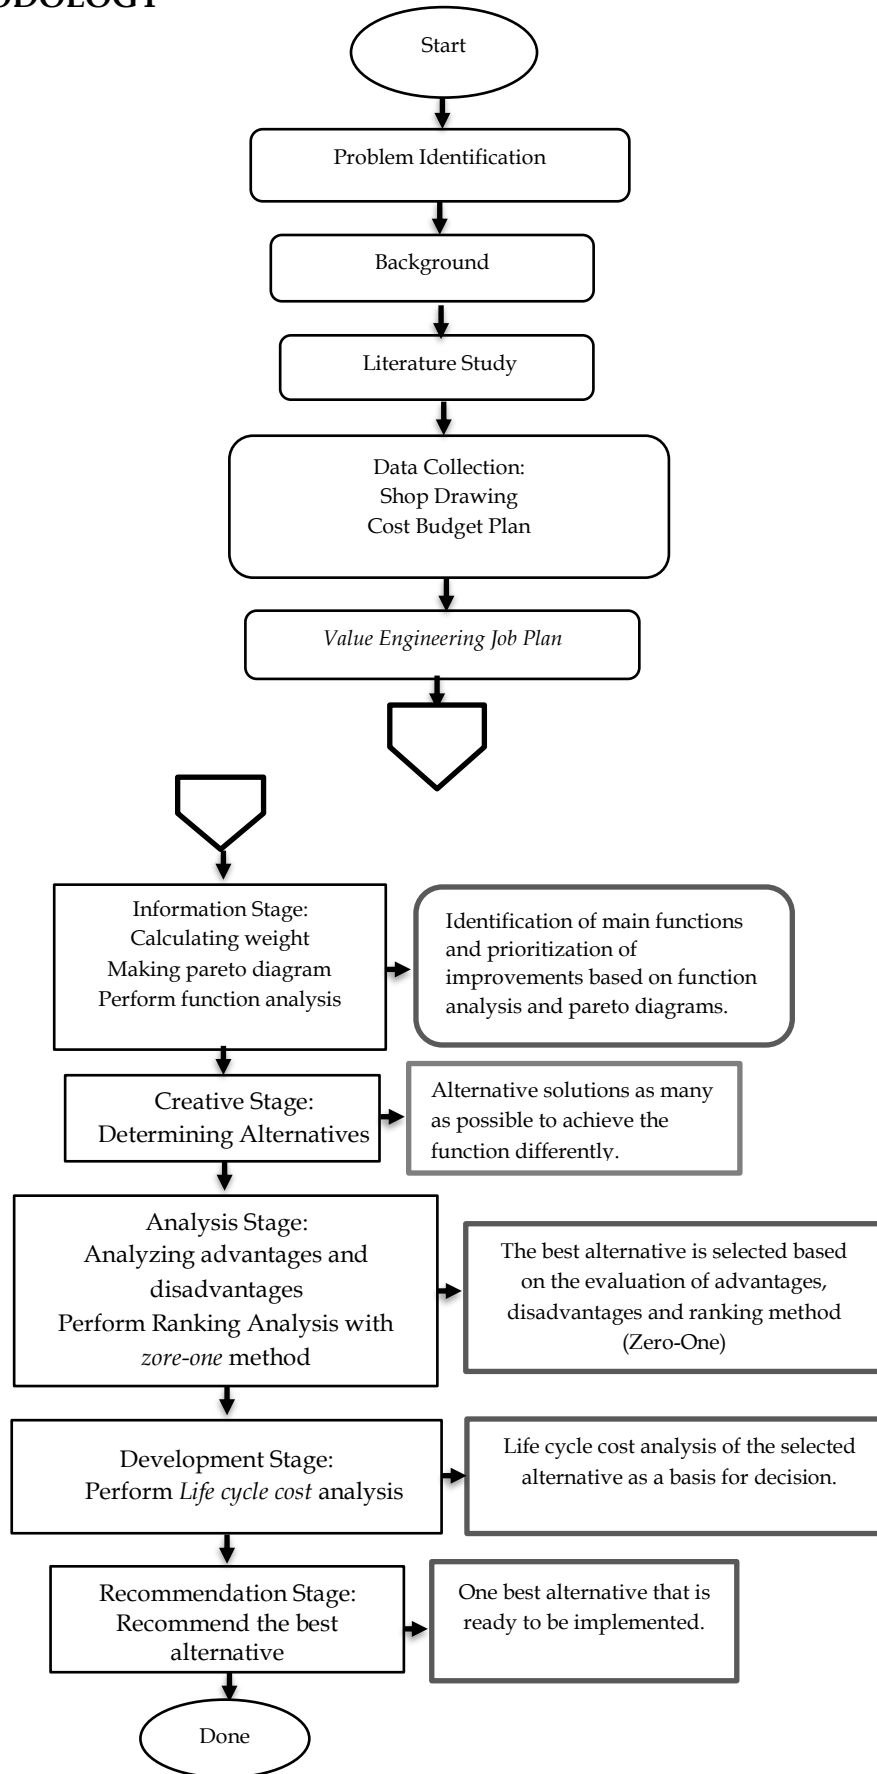 Start
Problem Identification
Background
Literature Study
Data Collection:
Shop Drawing
Cost Budget Plan
Value Engineering Job Plan
Information Stage:
Calculating weight
Making pareto diagram
Perform function analysis
Identification of main functions
and prioritization of
improvements based on function
analysis and pareto diagrams.
Creative Stage:
Determining Alternatives
Alternative solutions as many
as possible to achieve the
function differently.
Analysis Stage:
Analyzing advantages and
disadvantages
Perform Ranking Analysis with
zore-one method
The best alternative is selected based
on the evaluation of advantages,
disadvantages and ranking method
(Zero-One)
Development Stage:
Perform Life cycle cost analysis
Life cycle cost analysis of the selected
alternative as a basis for decision.
Recommendation Stage:
Recommend the best
alternative
One best alternative that is
ready to be implemented.
Done